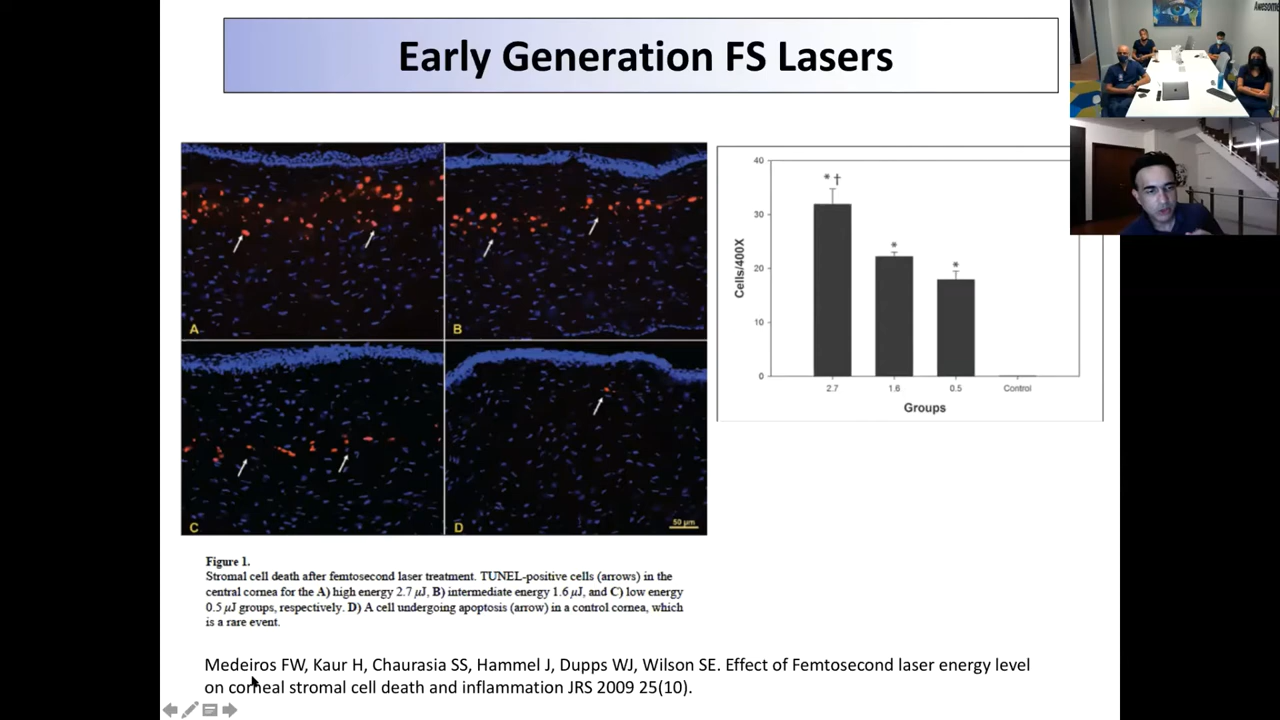 Early Generation FS Lasers
Awesome
A
B
C
D
50 μm
40
30
20
10
0
*†
*
*
Cells/400X
2.7 1.6 0.5 Control
Groups
Figure 1.
Stromal cell death after femtosecond laser treatment. TUNEL-positive cells (arrows) in the
central cornea for the A) high energy 2.7 μJ, B) intermediate energy 1.6 μJ, and C) low energy
0.5 μJ groups, respectively. D) A cell undergoing apoptosis (arrow) in a control cornea, which
is a rare event.
Medeiros FW, Kaur H, Chaurasia SS, Hammel J, Dupps WJ, Wilson SE. Effect of Femtosecond laser energy level
on corneal stromal cell death and inflammation JRS 2009 25(10).